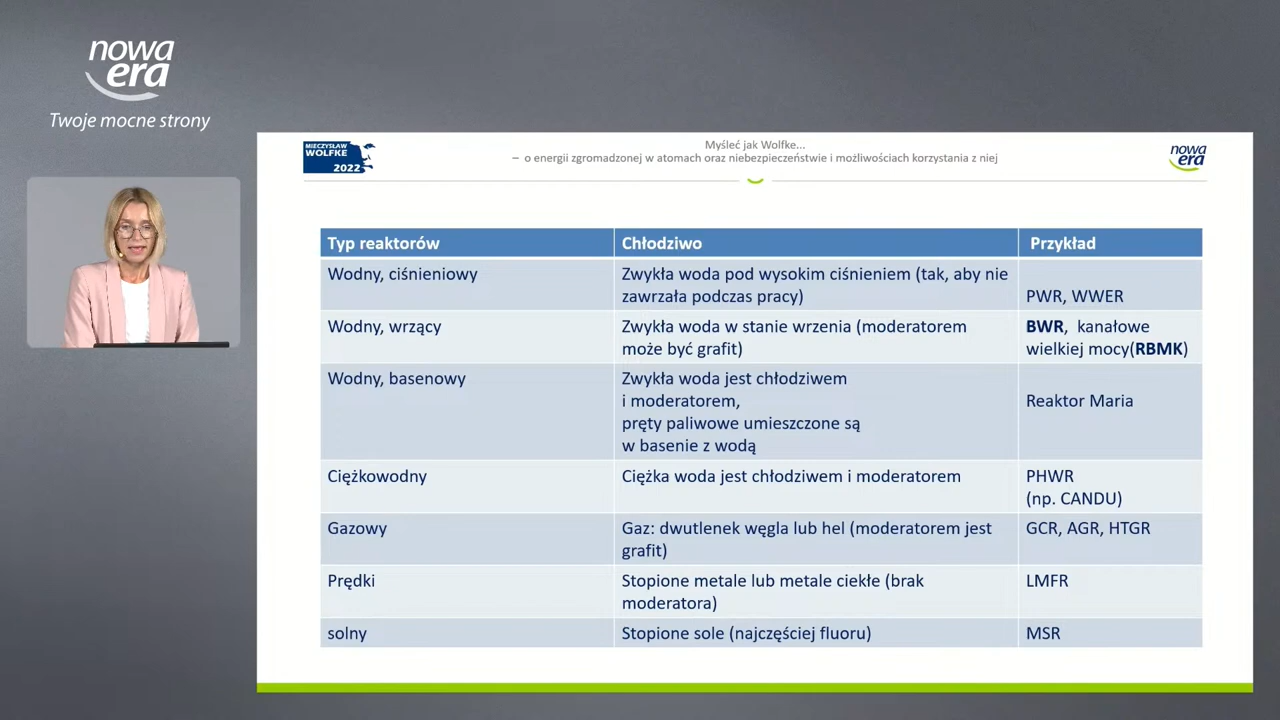 nowa
era
Twoje mocne strony
MIECZYSŁAW
WOLFKE
2022
Myśleć jak Wolfke...
– o energii zgromadzonej w atomach oraz niebezpieczeństwie i możliwościach korzystania z niej
nowa
era
Typ reaktorów Chłodziwo Przykład
Wodny, ciśnieniowy
Zwykła woda pod wysokim ciśnieniem (tak, aby nie
zawrzała podczas pracy)
PWR, WWER
Wodny, wrzący
Zwykła woda w stanie wrzenia (moderatorem
może być grafit)
BWR, kanałowe
wielkiej mocy(RBMK)
Wodny, basenowy
Zwykła woda jest chłodziwem
i moderatorem,
pręty paliwowe umieszczone są
w basenie z wodą
Reaktor Maria
Ciężkowodny
Ciężka woda jest chłodziwem i moderatorem
PHWR
(np. CANDU)
Gazowy
Gaz: dwutlenek węgla lub hel (moderatorem jest
grafit)
GCR, AGR, HTGR
Prędki
Stopione metale lub metale ciekłe (brak
moderatora)
LMFR
solny
Stopione sole (najczęściej fluoru)
MSR